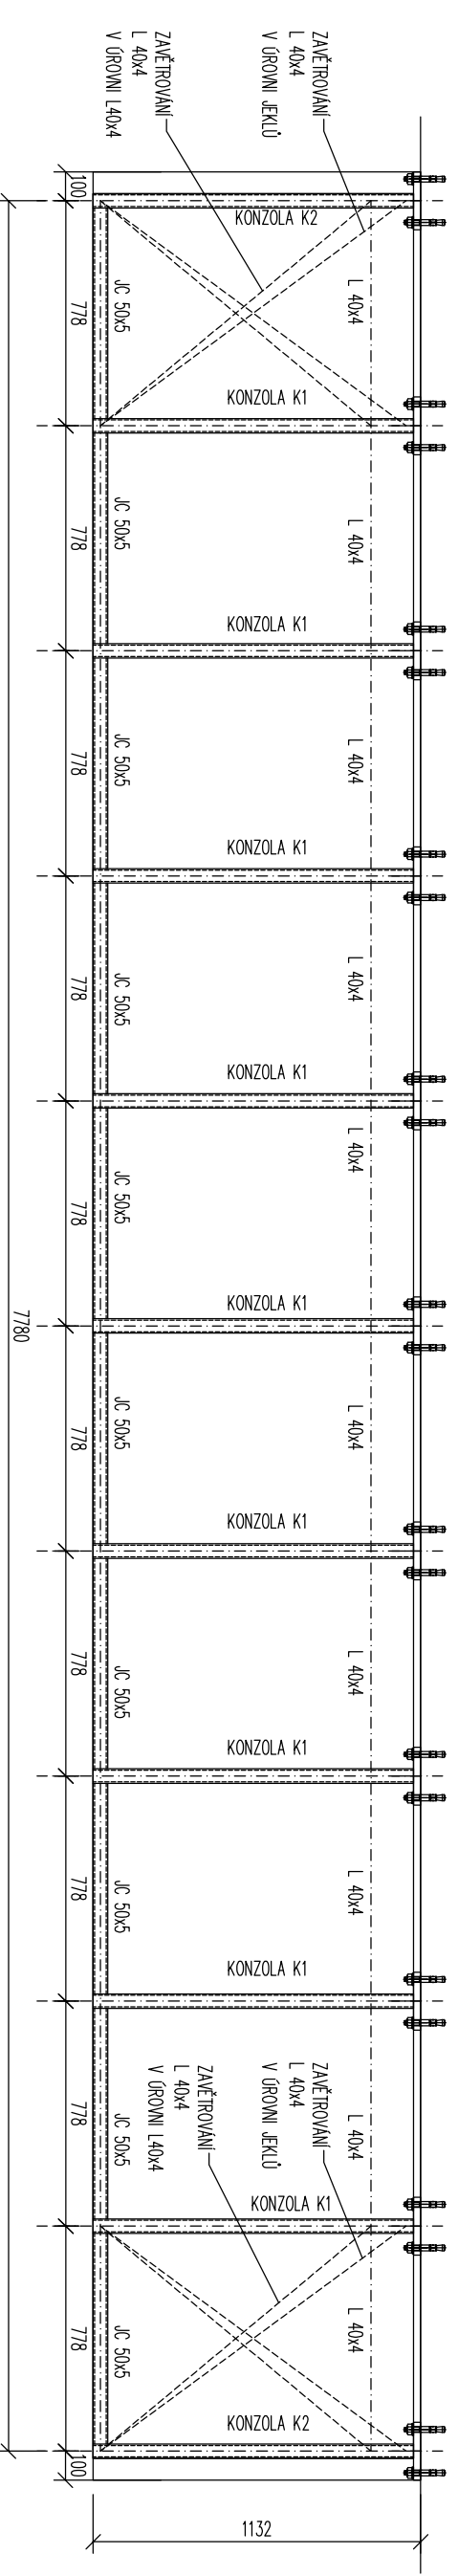 ZAVĚTROVÁNÍ
L 40x4
V ÚROVNI JEKLŮ
ZAVĚTROVÁNÍ
L 40x4
V ÚROVNI L40x4
100
KONZOLA K2
L 40x4
JC 50x5
778
KONZOLA K1
L 40x4
JC 50x5
778
KONZOLA K1
L 40x4
JC 50x5
778
KONZOLA K1
L 40x4
JC 50x5
778
KONZOLA K1
L 40x4
JC 50x5
778
7780
KONZOLA K1
L 40x4
JC 50x5
778
KONZOLA K1
L 40x4
JC 50x5
778
KONZOLA K1
L 40x4
JC 50x5
778
KONZOLA K1
ZAVĚTROVÁNÍ
L 40x4
V ÚROVNI JEKLŮ
ZAVĚTROVÁNÍ
L 40x4
V ÚROVNI L40x4
L 40x4
JC 50x5
778
KONZOLA K1
L 40x4
JC 50x5
778
KONZOLA K2
100
1132